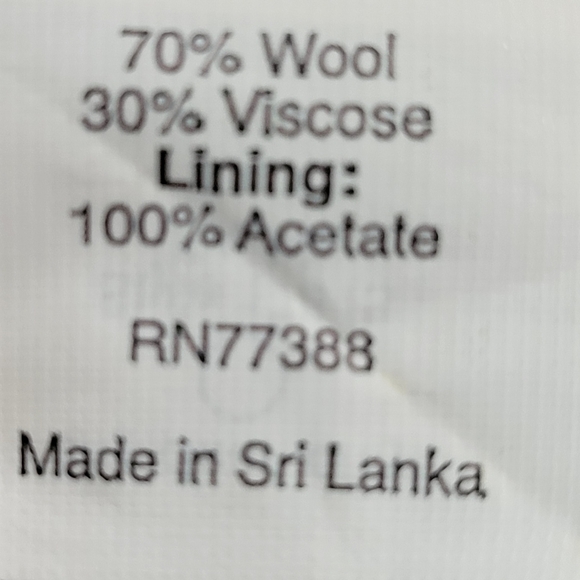 70% Wool
30% Viscose
Lining:
100% Acetate
RN77388
Made in Sri Lanka